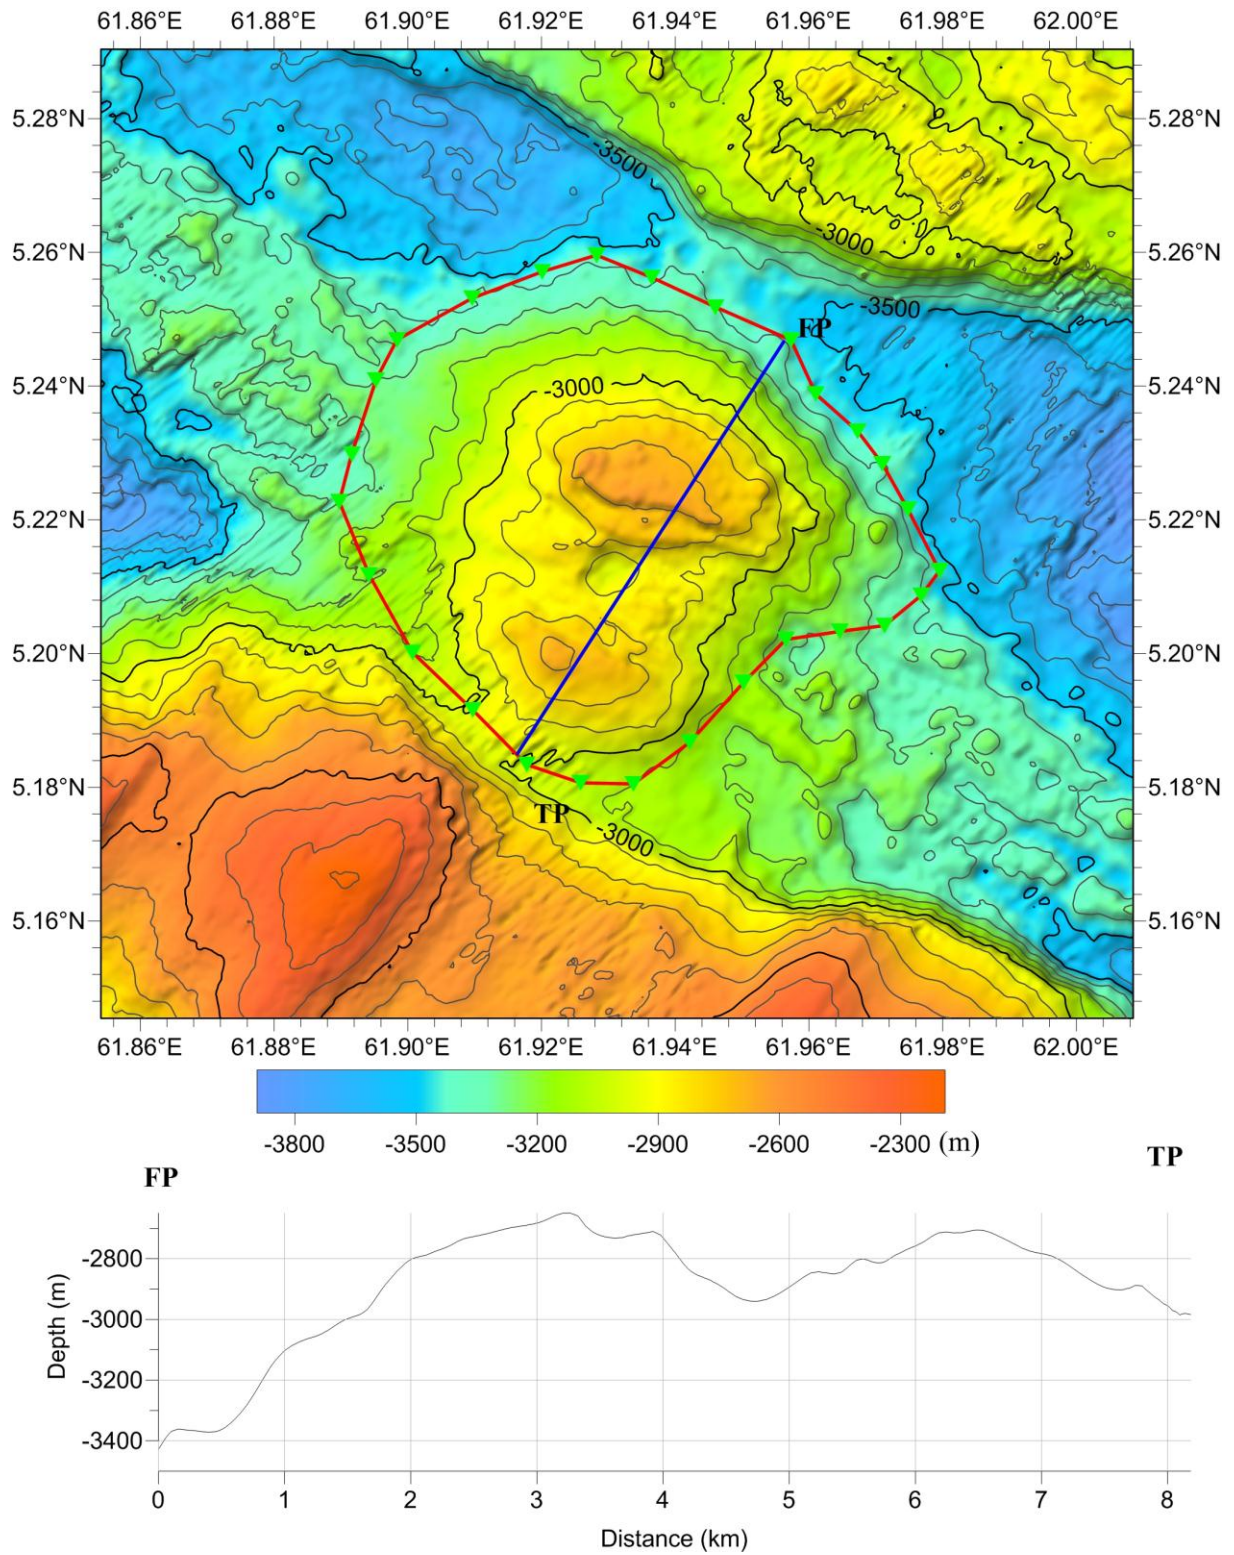 61.86°E 61.88°E 61.90°E 61.92°E 61.94°E 61.96°E 61.98°E 62.00°E
5.28°N 5.28°N
-3500
5.26°N -3000 5.26°N
-3500
FP
5.24°N -3000 5.24°N
5.22°N 5.22°N
5.20°N 5.20°N
5.18°N 5.18°N
TP
-3000
5.16°N 5.16°N
61.86°E 61.88°E 61.90°E 61.92°E 61.94°E 61.96°E 61.98°E 62.00°E
-3800 -3500 -3200 -2900 -2600 -2300 (m)
FP TP
-2800
-3000
-3200
-3400
Depth (m)
0 1 2 3 4 5 6 7 8
Distance (km)